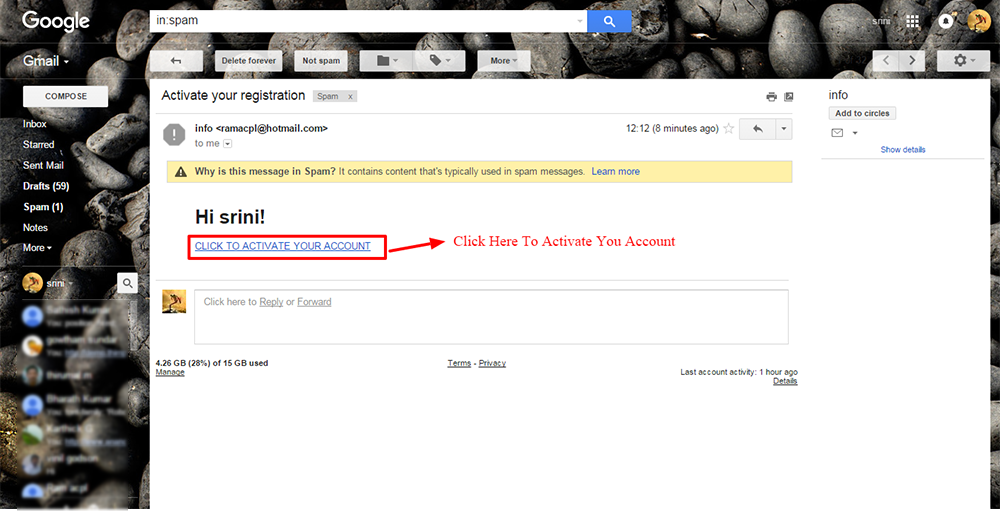 Google
in:spam
srini
Gmail
Delete forever
Not spam
More
COMPOSE
Inbox
Starred
Sent Mail
Drafts (59)
Spam (1)
Notes
More
srini
Activate your registration
Spam x
info <ramacpl@hotmail.com>
to me
12:12 (8 minutes ago)
Why is this message in Spam? It contains content that's typically used in spam messages. Learn more
Hi srini!
CLICK TO ACTIVATE YOUR ACCOUNT
Click Here To Activate You Account
Click here to Reply or Forward
4.26 GB (28%) of 15 GB used
Manage
Terms - Privacy
Last account activity: 1 hour ago
Details
info
Add to circles
Show details